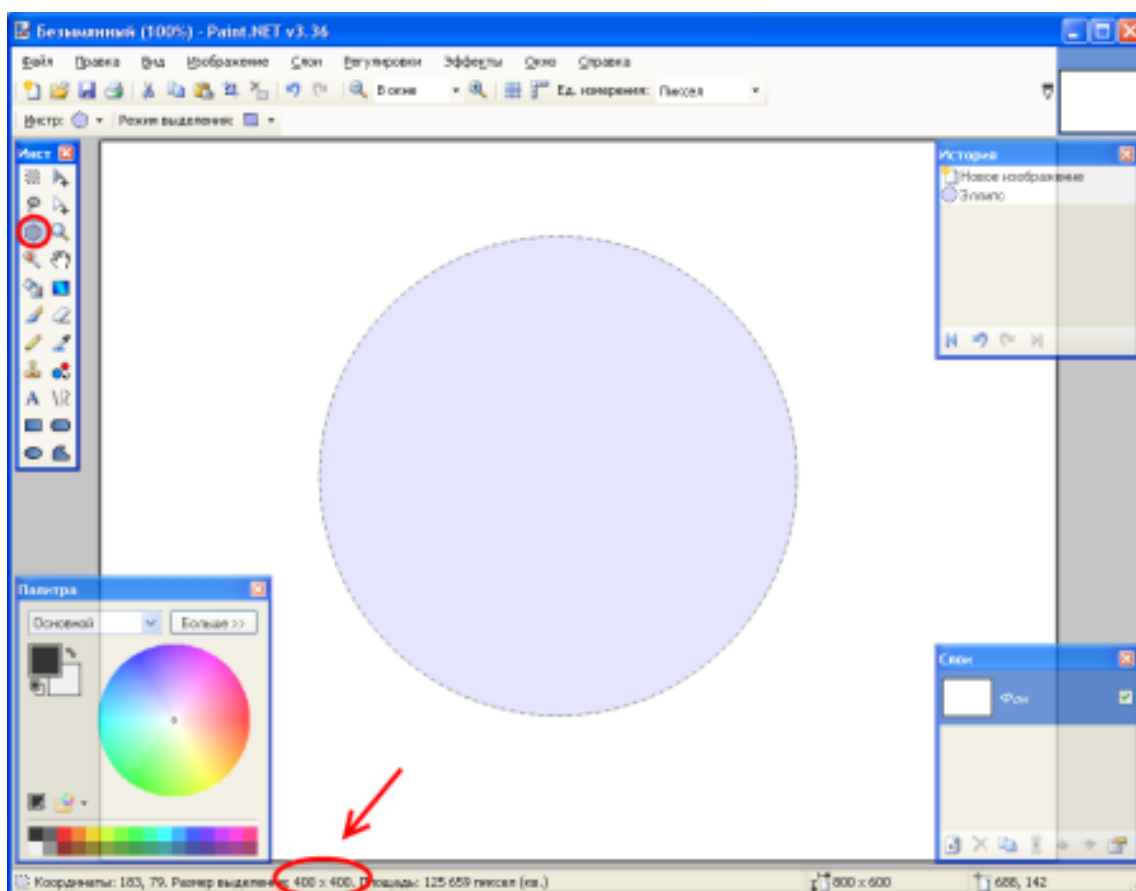 Безымянный (100%) - Paint.NET v3.36
Файл Правка Вид Изображение Слои Регулировки Эффекты Окно Справка
В окне Ед. измерения: Пиксел
Инстр: Режим выделения:
Инст
История
Новое изображение
Эллипс
A
Палитра
Основной
Больше >>
Слои
Фон
Координаты: 183, 79. Размер выделения: 400 x 400. Площадь: 125 659 пиксел (кв.)
800 x 600
688, 142